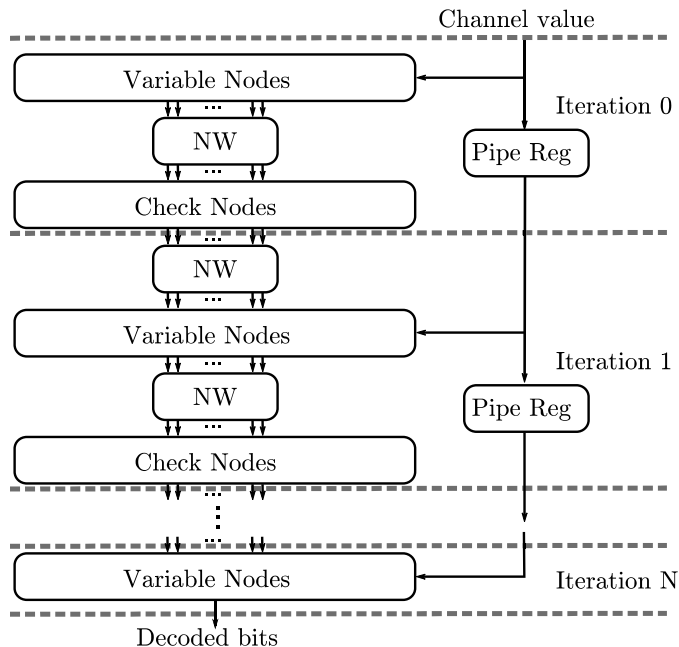 Channel value
Variable Nodes
Iteration 0
...
NW
Pipe Reg
...
Check Nodes
...
NW
...
Variable Nodes
Iteration 1
...
NW
Pipe Reg
...
Check Nodes
...
...
Variable Nodes
Iteration N
Decoded bits